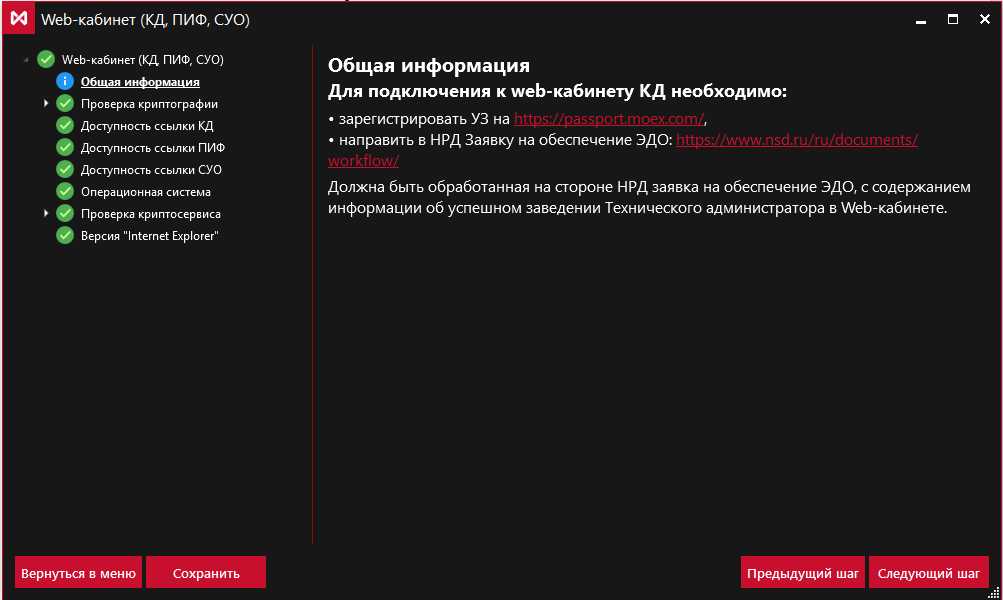 Web-кабинет (КД, ПИФ, СУО)
Web-кабинет (КД, ПИФ, СУО)
Общая информация
Проверка криптографии
Доступность ссылки КД
Доступность ссылки ПИФ
Доступность ссылки СУО
Операционная система
Проверка криптосервиса
Версия "Internet Explorer"
Общая информация
Для подключения к web-кабинету КД необходимо:
• зарегистрировать УЗ на https://passport.moex.com/,
• направить в НРД Заявку на обеспечение ЭДО: https://www.nsd.ru/ru/documents/
workflow/
Должна быть обработанная на стороне НРД заявка на обеспечение ЭДО, с содержанием
информации об успешном заведении Технического администратора в Web-кабинете.
Вернуться в меню
Сохранить
Предыдущий шаг
Следующий шаг